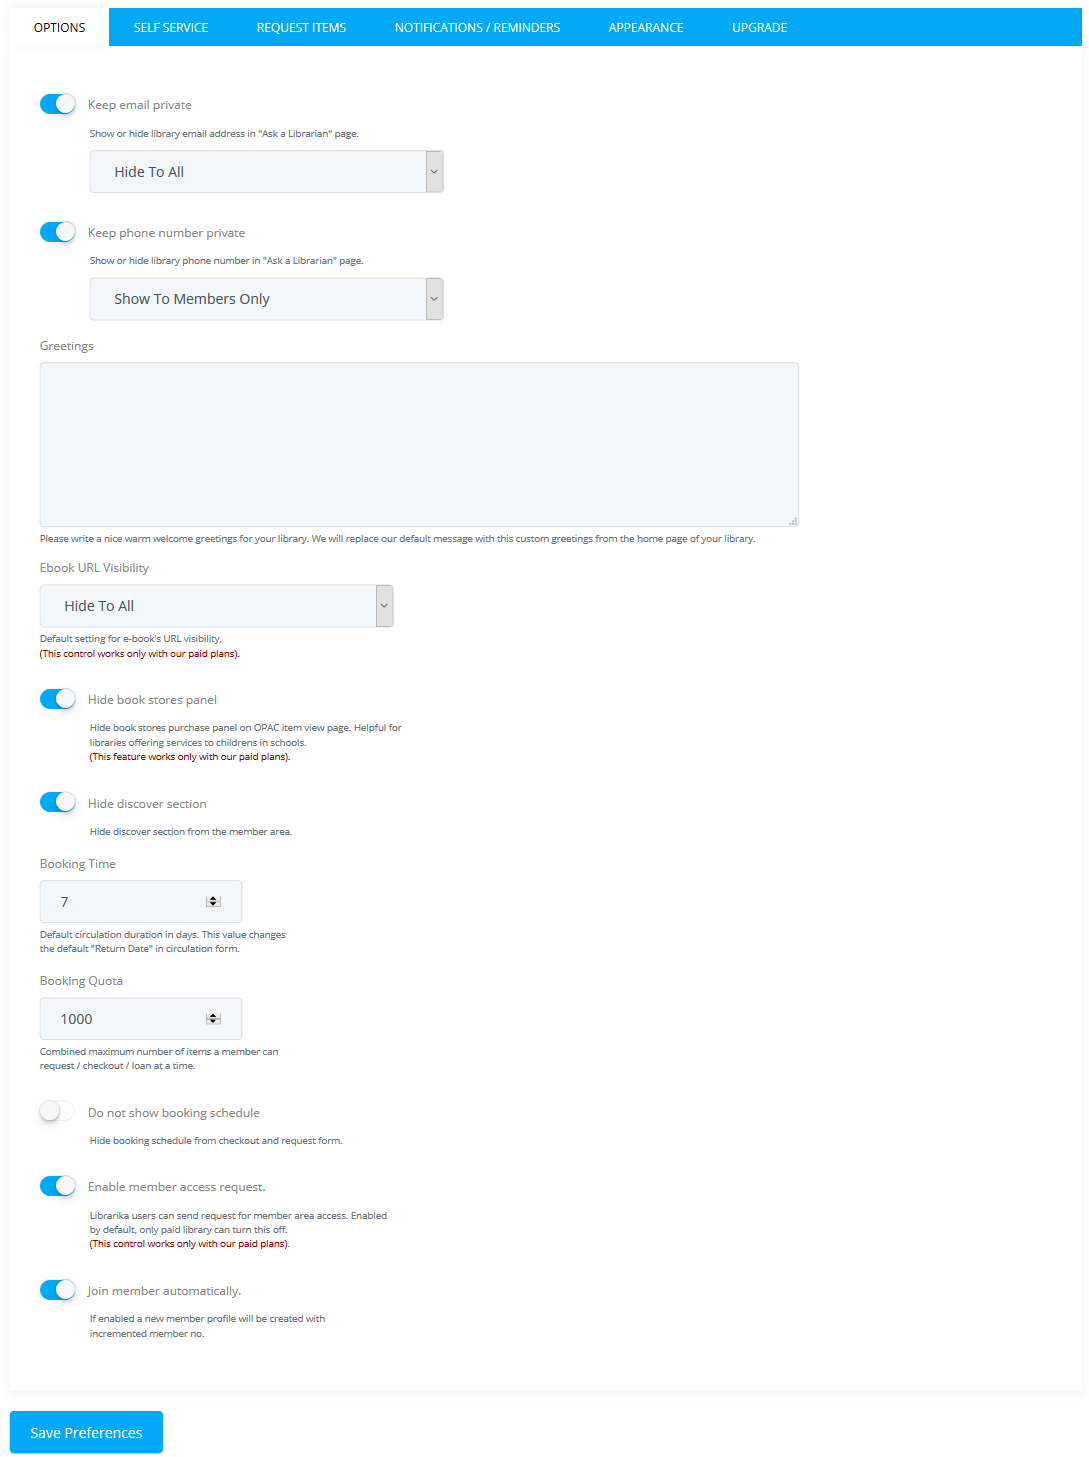 OPTIONS SELF SERVICE REQUEST ITEMS NOTIFICATIONS / REMINDERS APPEARANCE UPGRADE
Keep email private
Show or hide library email address in "Ask a Librarian" page.
Hide To All
Keep phone number private
Show or hide library phone number in "Ask a Librarian" page.
Show To Members Only
Greetings
Please write a nice warm welcome greetings for your library. We will replace our default message with this custom greetings from the home page of your library.
Ebook URL Visibility
Hide To All
Default setting for e-book's URL visibility,
(This control works only with our paid plans).
Hide book stores panel
Hide book stores purchase panel on OPAC item view page. Helpful for
libraries offering services to childrens in schools.
(This feature works only with our paid plans).
Hide discover section
Hide discover section from the member area.
Booking Time
7
Default circulation duration in days. This value changes
the default "Return Date" in circulation form.
Booking Quota
1000
Combined maximum number of items a member can
request / checkout / loan at a time.
Do not show booking schedule
Hide booking schedule from checkout and request form.
Enable member access request.
Librarika users can send request for member area access. Enabled
by default, only paid library can turn this off.
(This control works only with our paid plans).
Join member automatically.
If enabled a new member profile will be created with
incremented member no.
Save Preferences